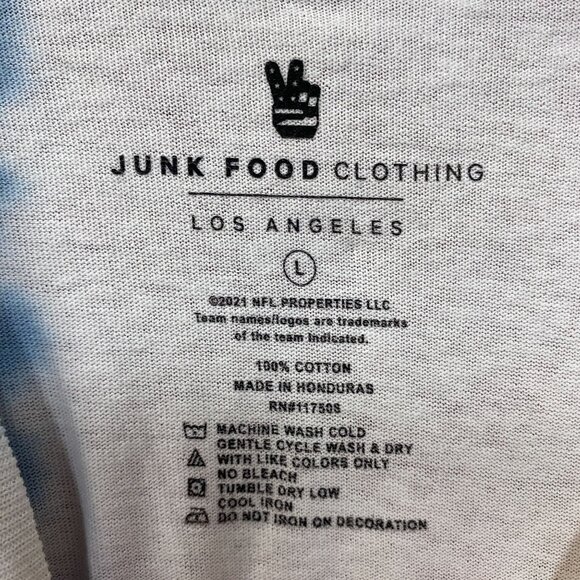 JUNK FOOD CLOTHING
LOS ANGELES
L
©2021 NFL PROPERTIES LLC
Team names/logos are trademarks
of the team indicated.
100% COTTON
MADE IN HONDURAS
RN#117505
MACHINE WASH COLD
GENTLE CYCLE WASH & DRY
WITH LIKE COLORS ONLY
NO BLEACH
TUMBLE DRY LOW
COOL IRON
DO NOT IRON ON DECORATION